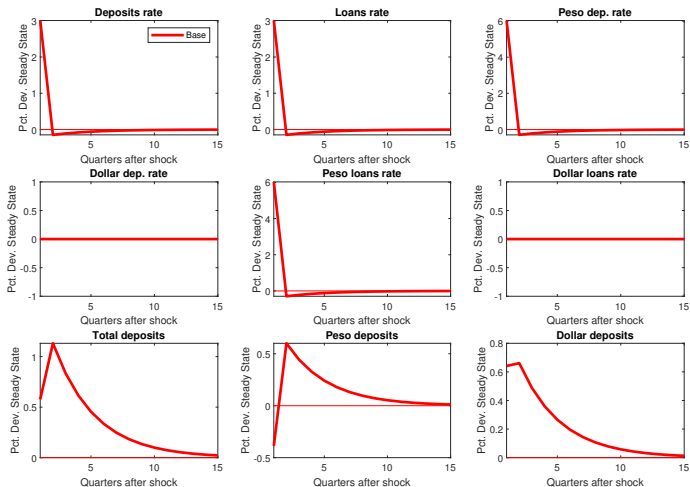 Deposits rate
Pct. Dev. Steady State
3
2
1
0
5 10 15
Quarters after shock
Base
Loans rate
Pct. Dev. Steady State
3
2
1
0
5 10 15
Quarters after shock
Peso dep. rate
Pct. Dev. Steady State
6
4
2
0
5 10 15
Quarters after shock
Dollar dep. rate
Pct. Dev. Steady State
1
0.5
0
-0.5
-1
5 10 15
Quarters after shock
Peso loans rate
Pct. Dev. Steady State
6
4
2
0
5 10 15
Quarters after shock
Dollar loans rate
Pct. Dev. Steady State
1
0.5
0
-0.5
-1
5 10 15
Quarters after shock
Total deposits
Pct. Dev. Steady State
1
0.5
0
5 10 15
Quarters after shock
Peso deposits
Pct. Dev. Steady State
0.5
0
-0.5
5 10 15
Quarters after shock
Dollar deposits
Pct. Dev. Steady State
0.8
0.6
0.4
0.2
0
5 10 15
Quarters after shock